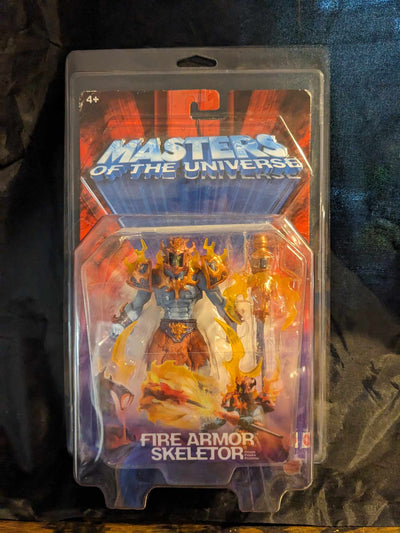 4+
MASTERS
OF THE UNIVERSE
FIRE ARMOR
SKELETOR